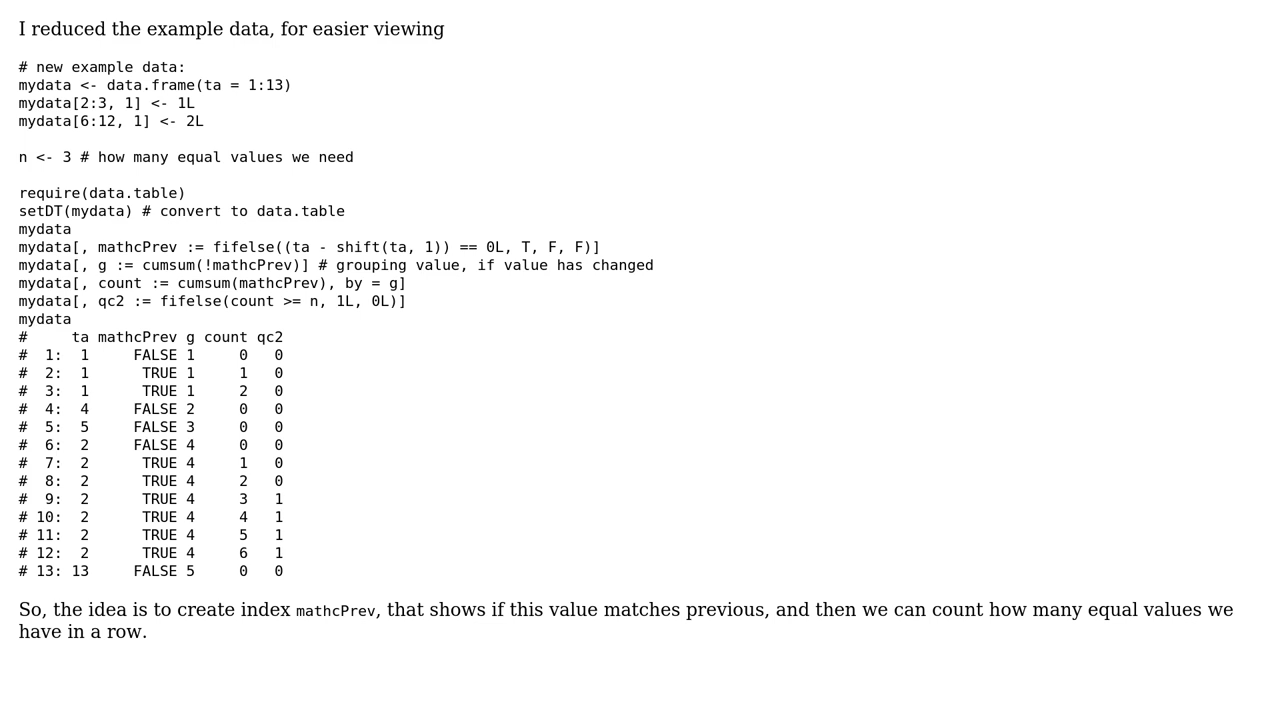 I reduced the example data, for easier viewing
# new example data:
mydata <- data.frame(ta = 1:13)
mydata[2:3, 1] <- 1L
mydata[6:12, 1] <- 2L
n <- 3 # how many equal values we need
require(data.table)
setDT(mydata) # convert to data.table
mydata
mydata[, mathcPrev := fifelse((ta - shift(ta, 1)) == 0L, T, F, F)]
mydata[, g := cumsum(!mathcPrev)] # grouping value, if value has changed
mydata[, count := cumsum(mathcPrev), by = g]
mydata[, qc2 := fifelse(count >= n, 1L, 0L)]
mydata
#     ta mathcPrev g count qc2
#  1:  1     FALSE 1     0   0
#  2:  1      TRUE 1     1   0
#  3:  1      TRUE 1     2   0
#  4:  4     FALSE 2     0   0
#  5:  5     FALSE 3     0   0
#  6:  2     FALSE 4     0   0
#  7:  2      TRUE 4     1   0
#  8:  2      TRUE 4     2   0
#  9:  2      TRUE 4     3   1
# 10:  2      TRUE 4     4   1
# 11:  2      TRUE 4     5   1
# 12:  2      TRUE 4     6   1
# 13: 13     FALSE 5     0   0
So, the idea is to create index mathcPrev, that shows if this value matches previous, and then we can count how many equal values we
have in a row.